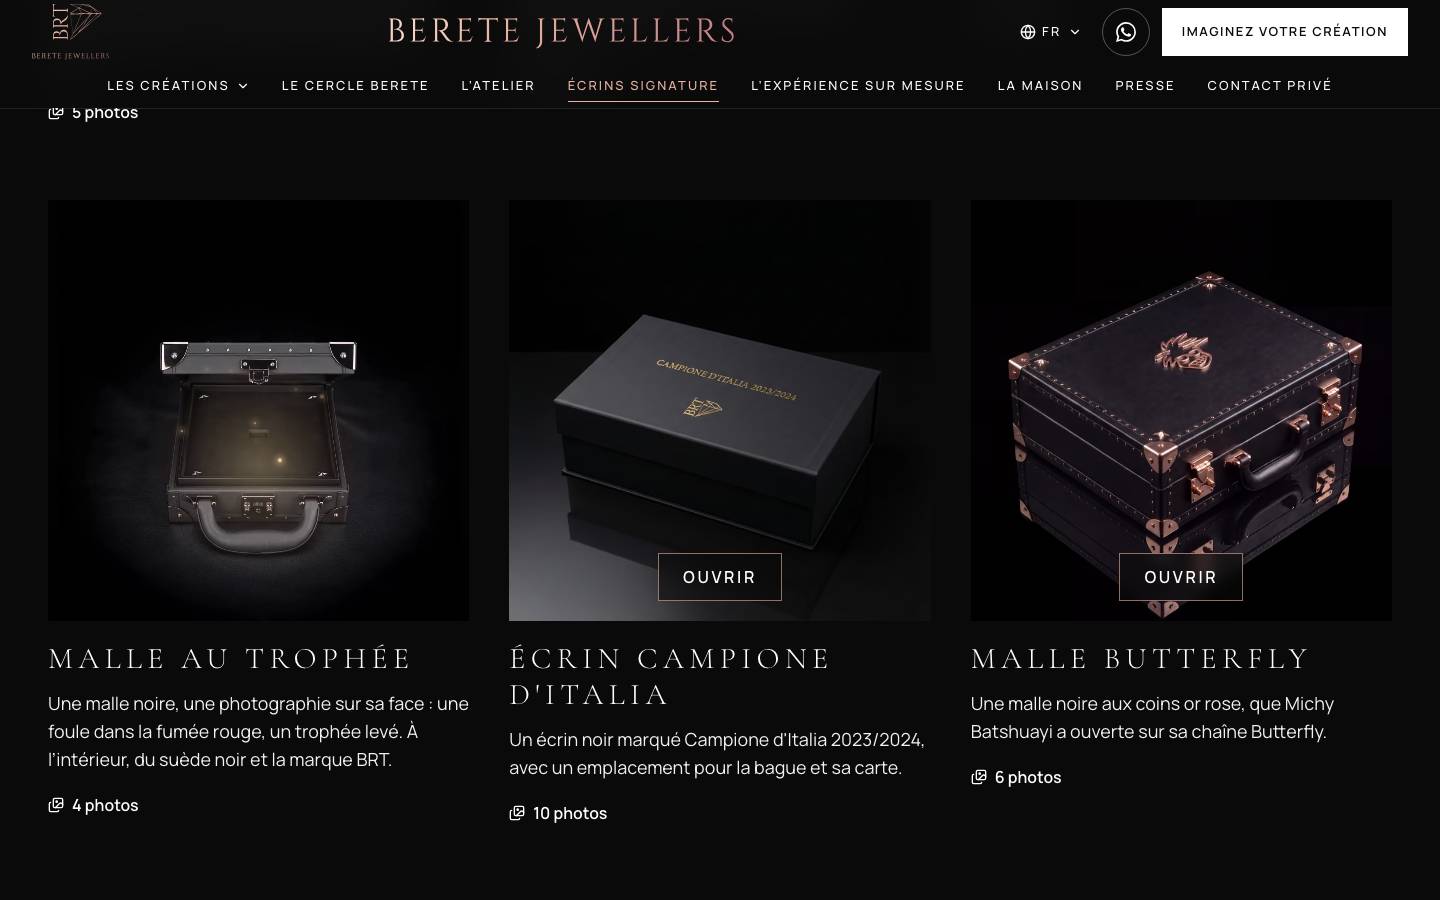 BRT
BERETE JEWELLERS
BERETE JEWELLERS
FR
IMAGINEZ VOTRE CRÉATION
LES CRÉATIONS
LE CERCLE BERETE
L'ATELIER
ÉCRINS SIGNATURE
L'EXPÉRIENCE SUR MESURE
LA MAISON
PRESSE
CONTACT PRIVÉ
5 photos
CAMPIONE D'ITALIA 2023/2024
BRT
OUVRIR
OUVRIR
MALLE AU TROPHÉE
Une malle noire, une photographie sur sa face : une
foule dans la fumée rouge, un trophée levé. À
l'intérieur, du suède noir et la marque BRT.
4 photos
ÉCRIN CAMPIONE
D'ITALIA
Un écrin noir marqué Campione d'Italia 2023/2024,
avec un emplacement pour la bague et sa carte.
10 photos
MALLE BUTTERFLY
Une malle noire aux coins or rose, que Michy
Batshuayi a ouverte sur sa chaîne Butterfly.
6 photos